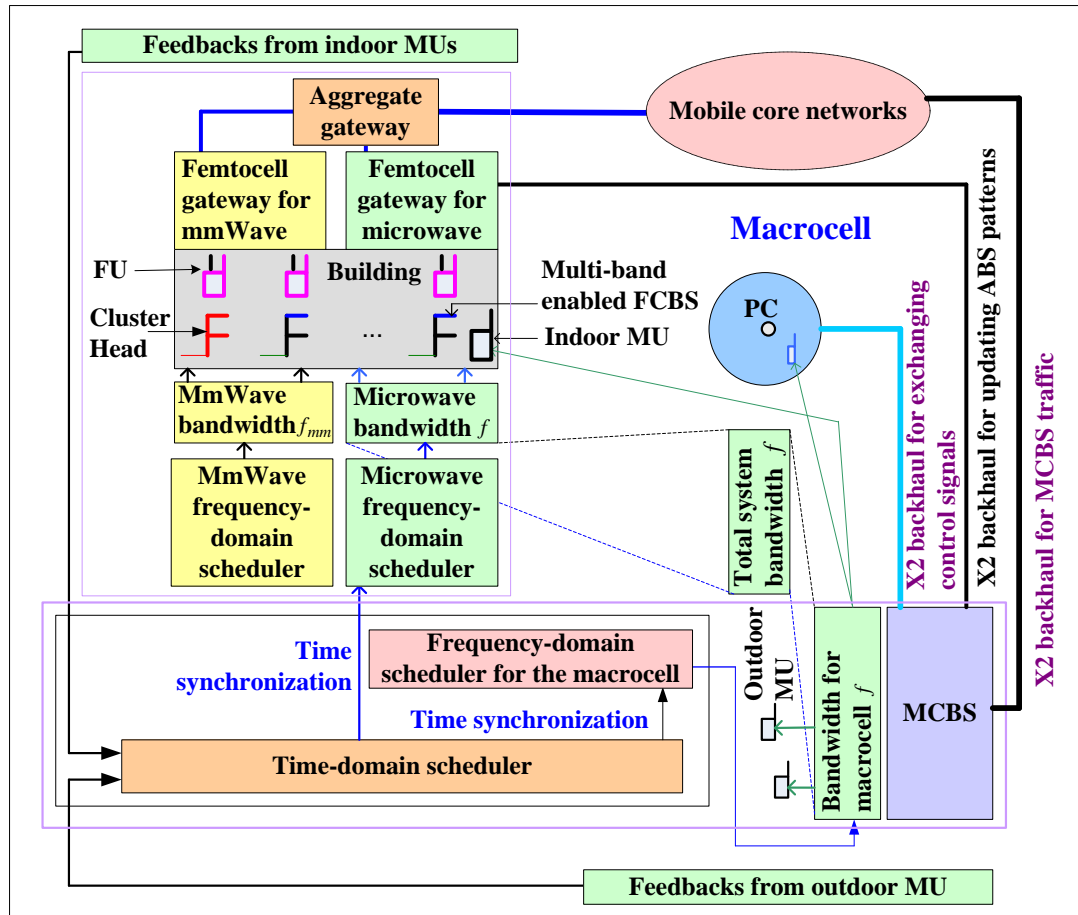 Feedbacks from indoor MUs
Aggregate
gateway
Mobile core networks
Femtocell
gateway for
mmWave
Femtocell
gateway for
microwave
Macrocell
FU
Building
Multi-band
enabled FCBS
PC
Cluster
Head
...
Indoor MU
MmWave
bandwidth f_mm
Microwave
bandwidth f
MmWave
frequency-
domain
scheduler
Microwave
frequency-
domain
scheduler
Total system
bandwidth f
X2 backhaul for exchanging
control signals
X2 backhaul for updating ABS patterns
X2 backhaul for MCBS traffic
Time
synchronization
Frequency-domain
scheduler for the macrocell
Time synchronization
Outdoor
MU
Bandwidth for
macrocell f
MCBS
Time-domain scheduler
Feedbacks from outdoor MU